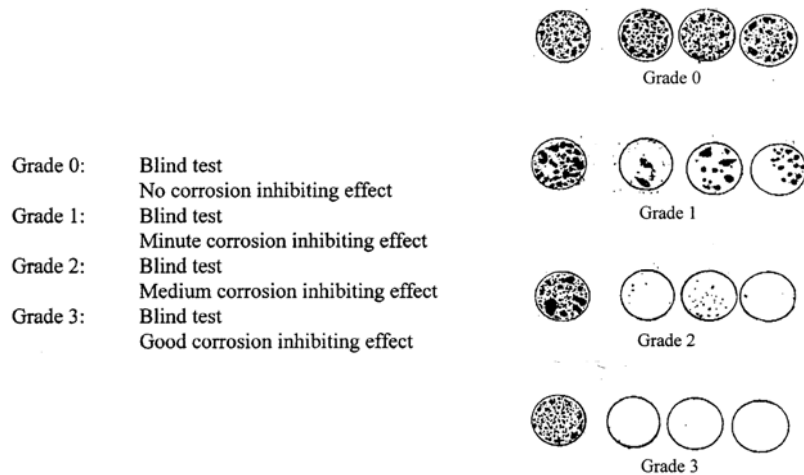 Grade 0
Grade 0: Blind test
No corrosion inhibiting effect
Grade 1: Blind test
Minute corrosion inhibiting effect
Grade 2: Blind test
Medium corrosion inhibiting effect
Grade 3: Blind test
Good corrosion inhibiting effect
Grade 1
Grade 2
Grade 3